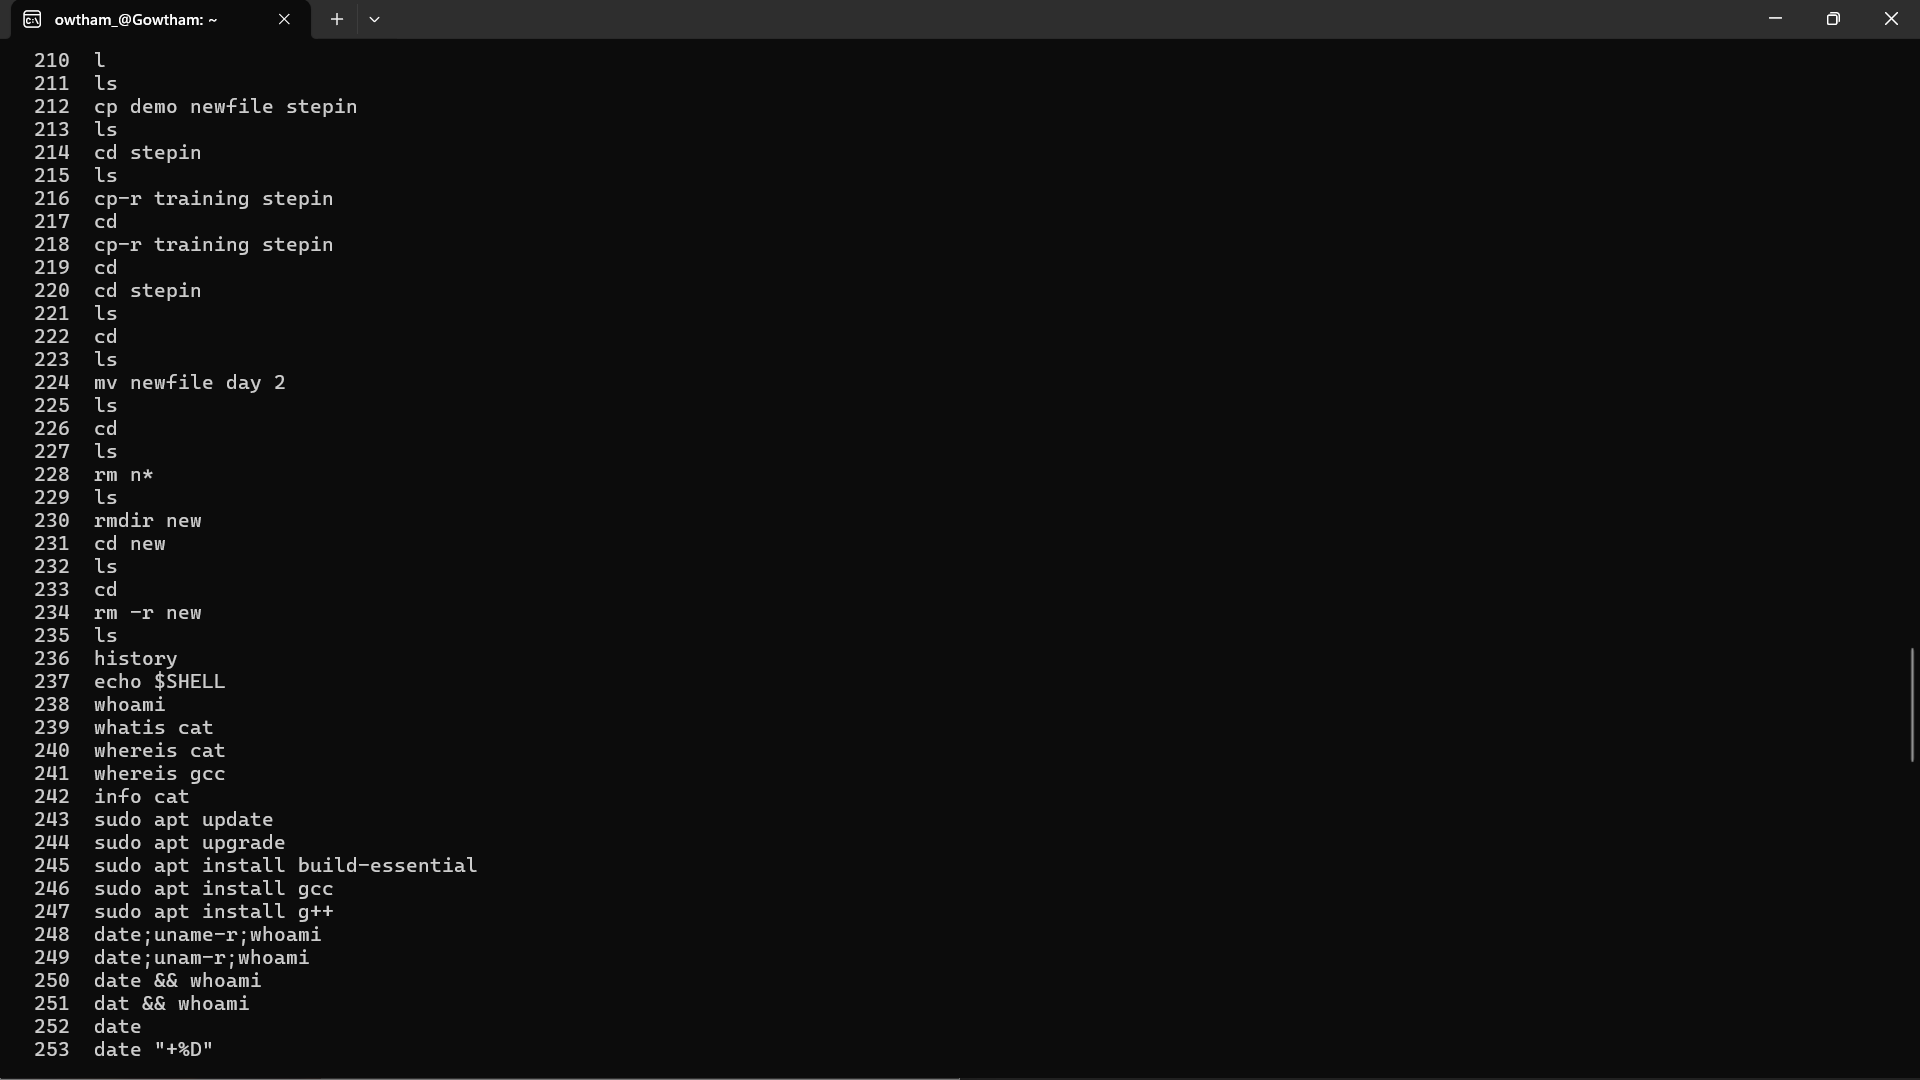 owtham_@Gowtham: ~
210 l
211 ls
212 cp demo newfile stepin
213 ls
214 cd stepin
215 ls
216 cp-r training stepin
217 cd
218 cp-r training stepin
219 cd
220 cd stepin
221 ls
222 cd
223 ls
224 mv newfile day 2
225 ls
226 cd
227 ls
228 rm n*
229 ls
230 rmdir new
231 cd new
232 ls
233 cd
234 rm -r new
235 ls
236 history
237 echo $SHELL
238 whoami
239 whatis cat
240 whereis cat
241 whereis gcc
242 info cat
243 sudo apt update
244 sudo apt upgrade
245 sudo apt install build-essential
246 sudo apt install gcc
247 sudo apt install g++
248 date;uname-r;whoami
249 date;unam-r;whoami
250 date && whoami
251 dat && whoami
252 date
253 date "+%D"